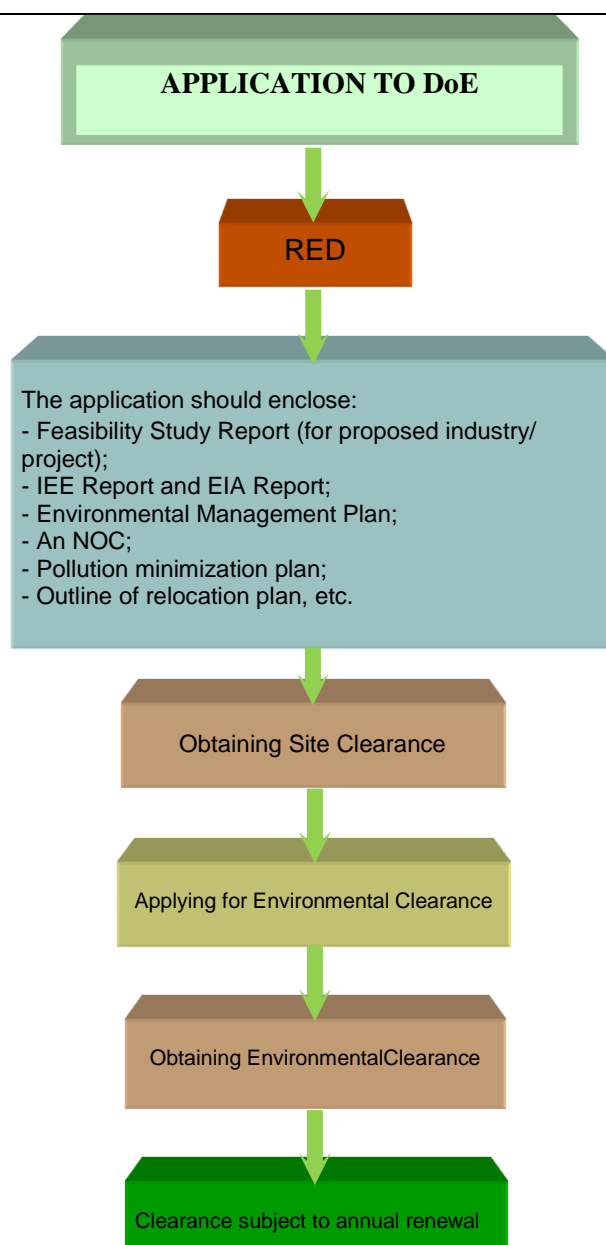 APPLICATION TO DoE
RED
The application should enclose:
- Feasibility Study Report (for proposed industry/
project);
- IEE Report and EIA Report;
- Environmental Management Plan;
- An NOC;
- Pollution minimization plan;
- Outline of relocation plan, etc.
Obtaining Site Clearance
Applying for Environmental Clearance
Obtaining EnvironmentalClearance
Clearance subject to annual renewal